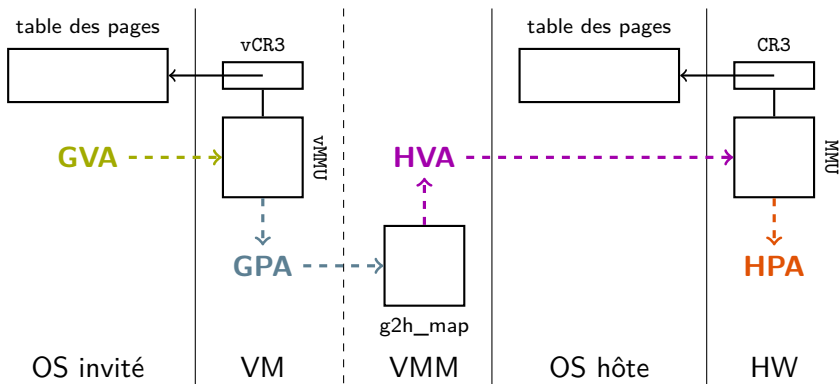 table des pages
vCR3
table des pages
CR3
GVA
vMMU
HVA
MMU
GPA
HPA
g2h_map
OS invité
VM
VMM
OS hôte
HW